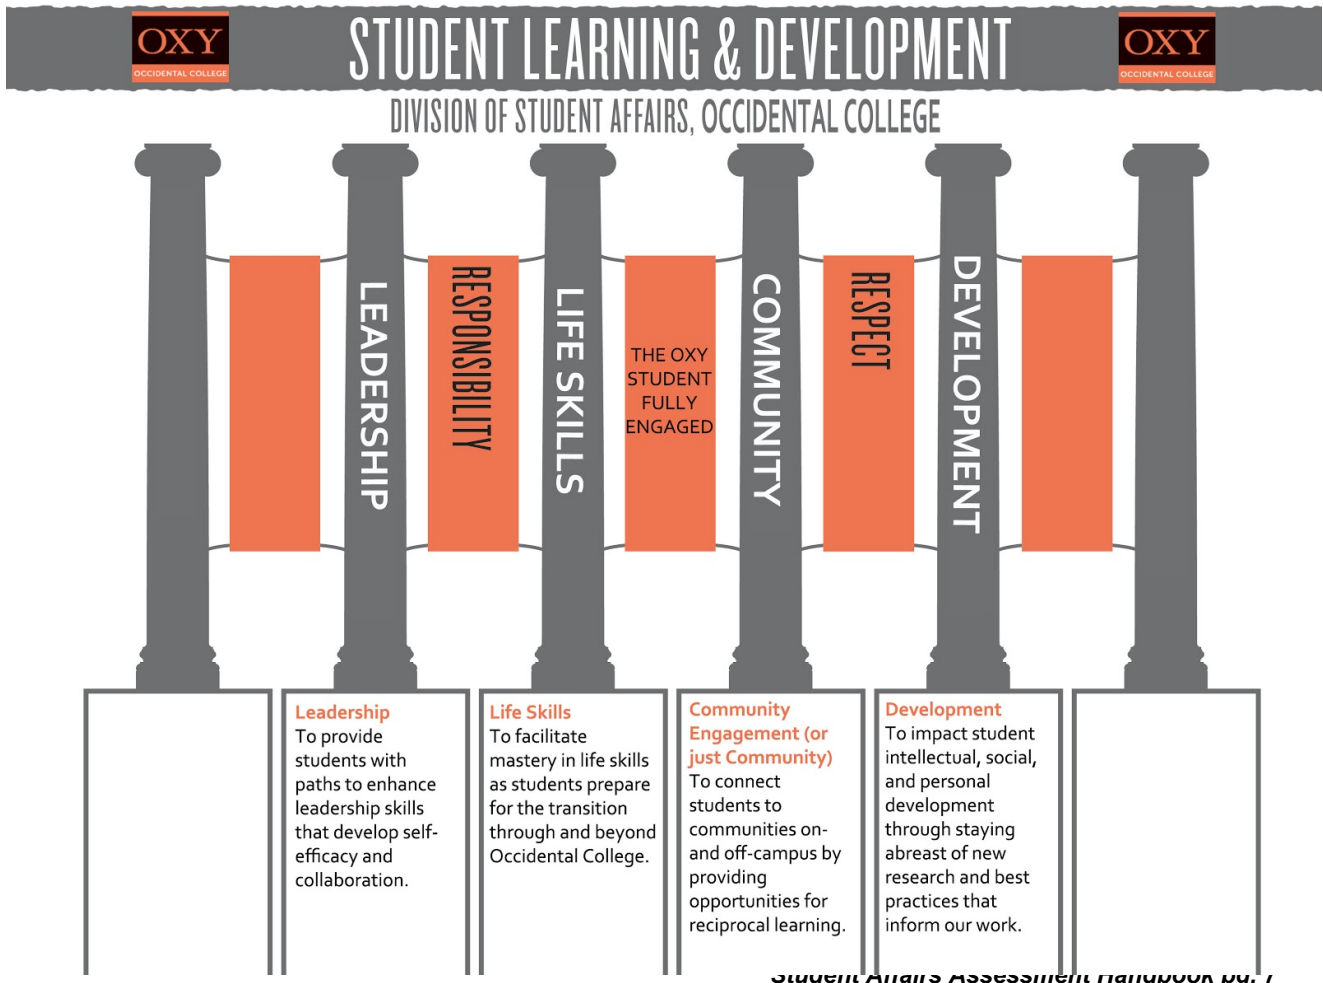 OXY
OCCIDENTAL COLLEGE
STUDENT LEARNING & DEVELOPMENT
OXY
OCCIDENTAL COLLEGE
DIVISION OF STUDENT AFFAIRS, OCCIDENTAL COLLEGE
LEADERSHIP
RESPONSIBILITY
LIFE SKILLS
THE OXY
STUDENT
FULLY
ENGAGED
COMMUNITY
RESPECT
DEVELOPMENT
Leadership
To provide
students with
paths to enhance
leadership skills
that develop self-
efficacy and
collaboration.
Life Skills
To facilitate
mastery in life skills
as students prepare
for the transition
through and beyond
Occidental College.
Community
Engagement (or
just Community)
To connect
students to
communities on-
and off-campus by
providing
opportunities for
reciprocal learning.
Development
To impact student
intellectual, social,
and personal
development
through staying
abreast of new
research and best
practices that
inform our work.
Student Affairs Assessment Handbook pg.